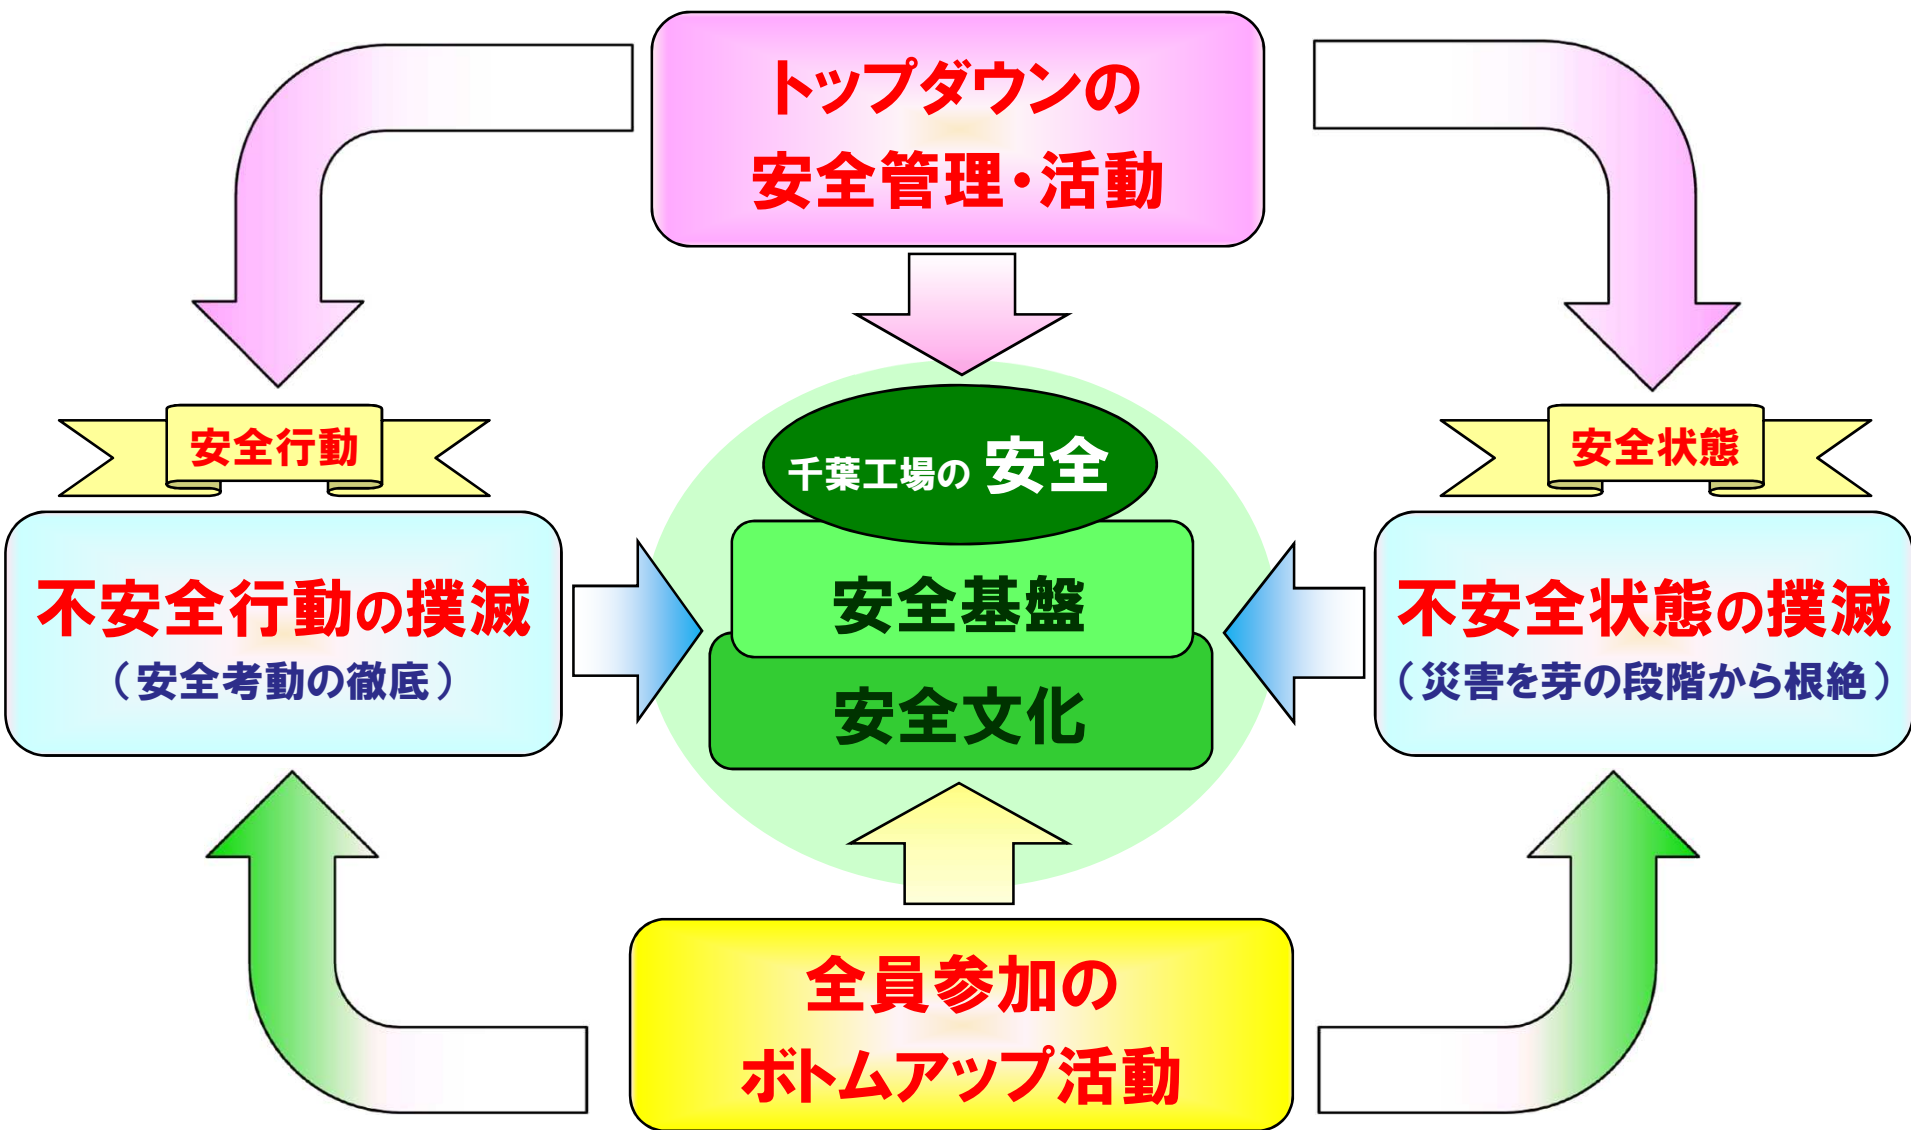 トップダウンの
安全管理・活動
安全行動
安全状態
千葉工場の 安全
不安全行動の撲滅
（安全考動の徹底）
安全基盤
安全文化
不安全状態の撲滅
（災害を芽の段階から根絶）
全員参加の
ボトムアップ活動